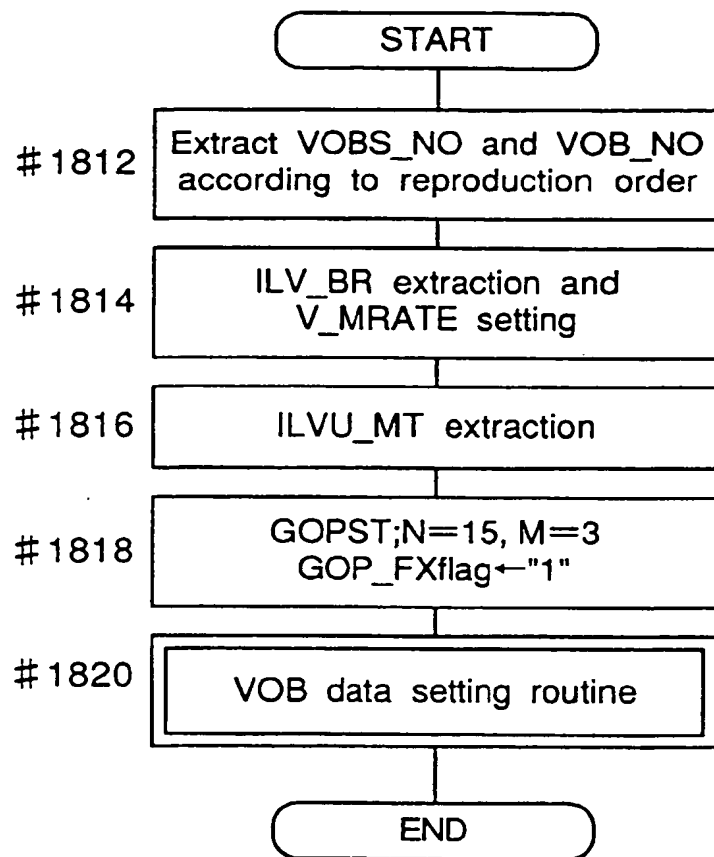 START
#1812
Extract VOBS_NO and VOB_NO
according to reproduction order
#1814
ILV_BR extraction and
V_MRATE setting
#1816
ILVU_MT extraction
#1818
GOPST;N=15, M=3
GOP_FXflag←"1"
#1820
VOB data setting routine
END